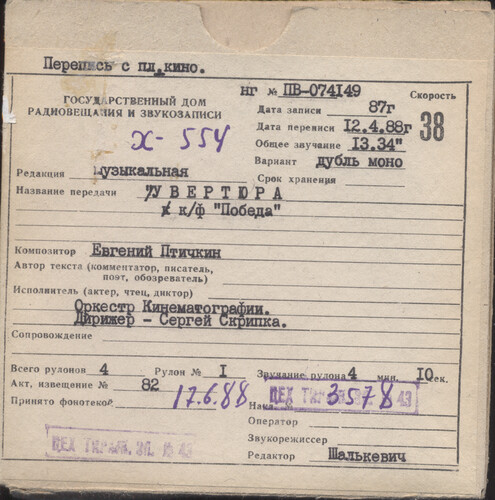 Перепись с пл.кино.
нг № ПВ-074149
Скорость
ГОСУДАРСТВЕННЫЙ ДОМ
РАДИОВЕЩАНИЯ И ЗВУКОЗАПИСИ
Дата записи 87г
Дата переписи 12.4.88г
38
х-554
Общее звучание 13.34"
Вариант дубль моно
Редакция музыкальная
Срок хранения
Название передачи УВЕРТЮРА
к к/ф "Победа"
Композитор Евгений Птичкин
Автор текста (комментатор, писатель,
поэт, обозреватель)
Исполнитель (актер, чтец, диктор)
Оркестр Кинематографии.
Дирижер – Сергей Скрипка.
Сопровождение
Всего рулонов 4 Рулон № I Звучание рулона 4 мин. 10 сек.
Акт, извещение № 82
Принято фонотекой 17.6.88
3578
ЦЕХ 43
Оператор
Звукорежиссер
ЦЕХ 43
Редактор Шалькевич